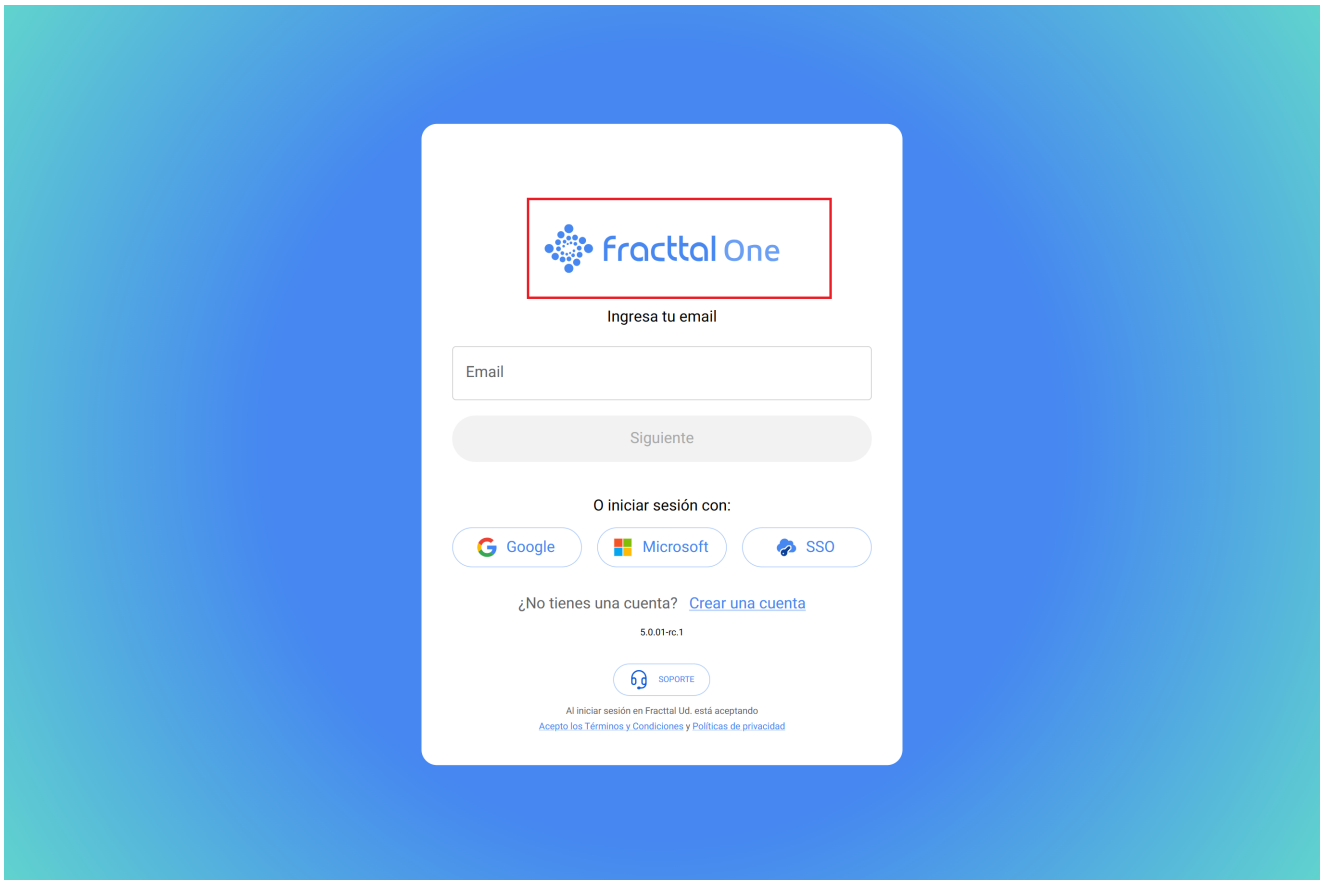 fracttal One
Ingresa tu email
Email
Siguiente
O iniciar sesión con:
Google Microsoft SSO
¿No tienes una cuenta? Crear una cuenta
5.0.01-rc.1
SOPORTE
Al iniciar sesión en Fracttal Ud. está aceptando
Acepto los Términos y Condiciones y Políticas de privacidad